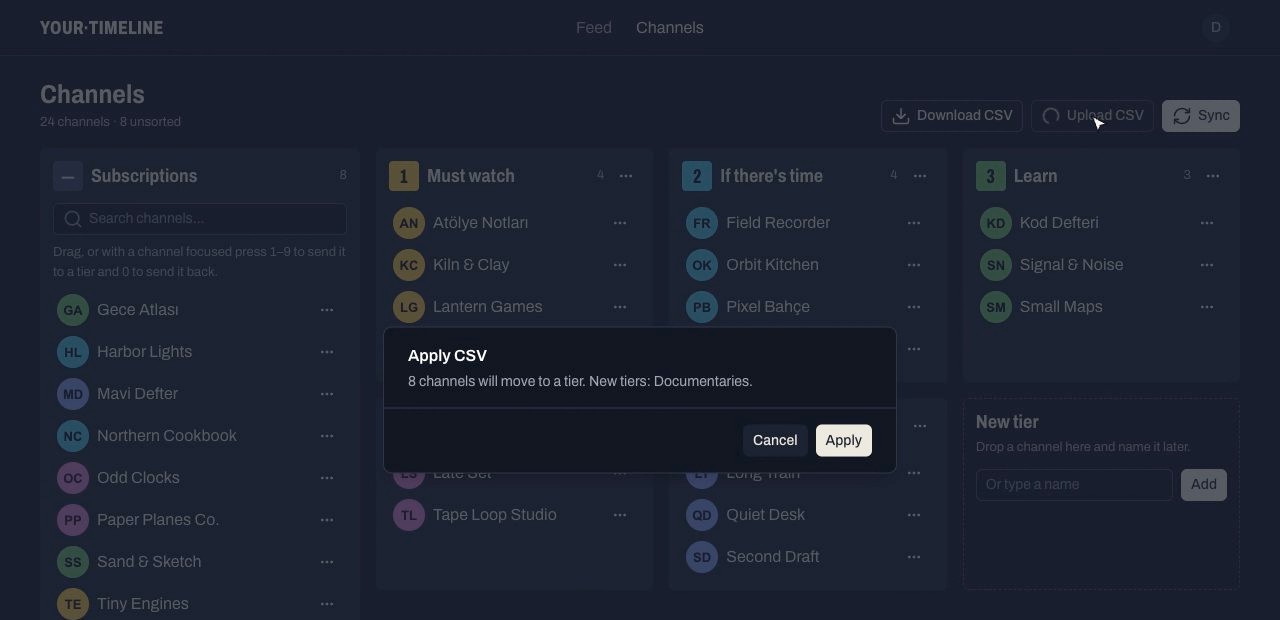 YOUR·TIMELINE
Feed
Channels
D
Channels
24 channels · 8 unsorted
Download CSV
Upload CSV
Sync
Subscriptions
8
Search channels...
Drag, or with a channel focused press 1–9 to send it
to a tier and 0 to send it back.
GA Gece Atlası
HL Harbor Lights
MD Mavi Defter
NC Northern Cookbook
OC Odd Clocks
PP Paper Planes Co.
SS Sand & Sketch
TE Tiny Engines
1 Must watch
4
AN Atölye Notları
KC Kiln & Clay
LG Lantern Games
2 If there's time
4
FR Field Recorder
OK Orbit Kitchen
PB Pixel Bahçe
3 Learn
3
KD Kod Defteri
SN Signal & Noise
SM Small Maps
Apply CSV
8 channels will move to a tier. New tiers: Documentaries.
Cancel
Apply
Late Set
TL Tape Loop Studio
Long Train
QD Quiet Desk
SD Second Draft
New tier
Drop a channel here and name it later.
Or type a name
Add